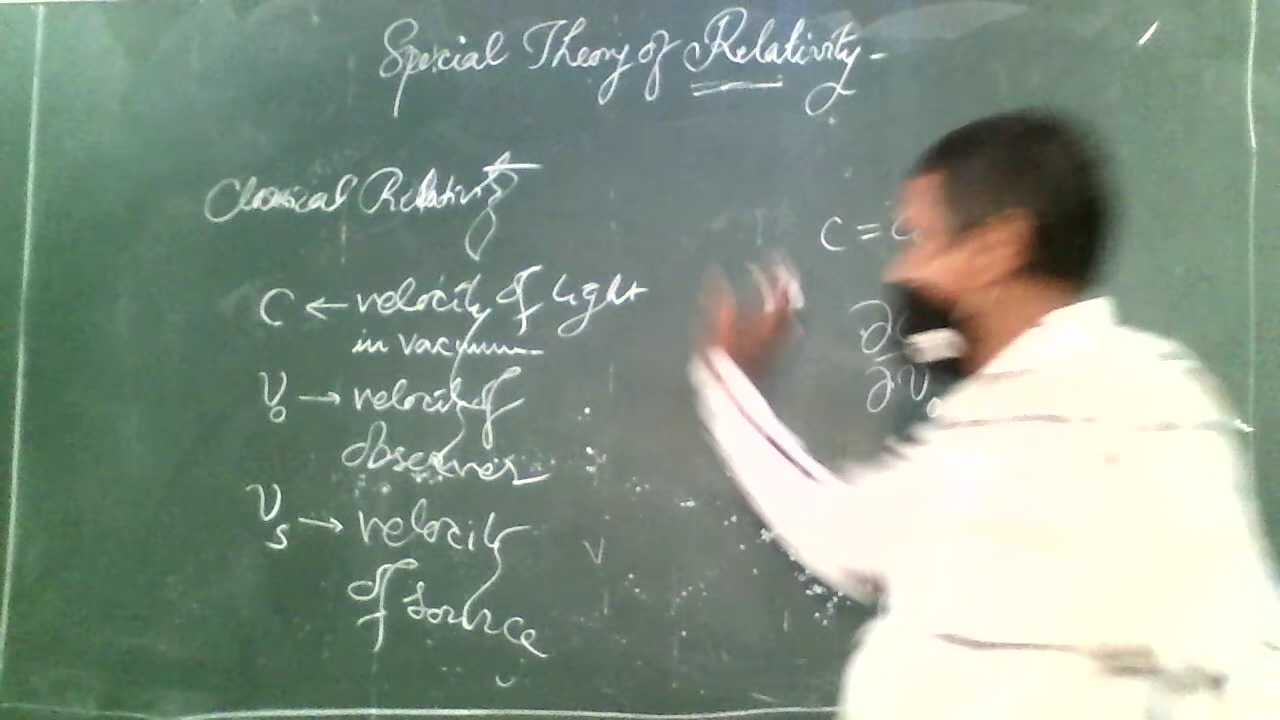 Special Theory of Relativity -
Classical Relativity
C ← velocity of light
in vacuum
v₀ → velocity of
observer
vₛ → velocity
of source
C =
∂C
∂v₀